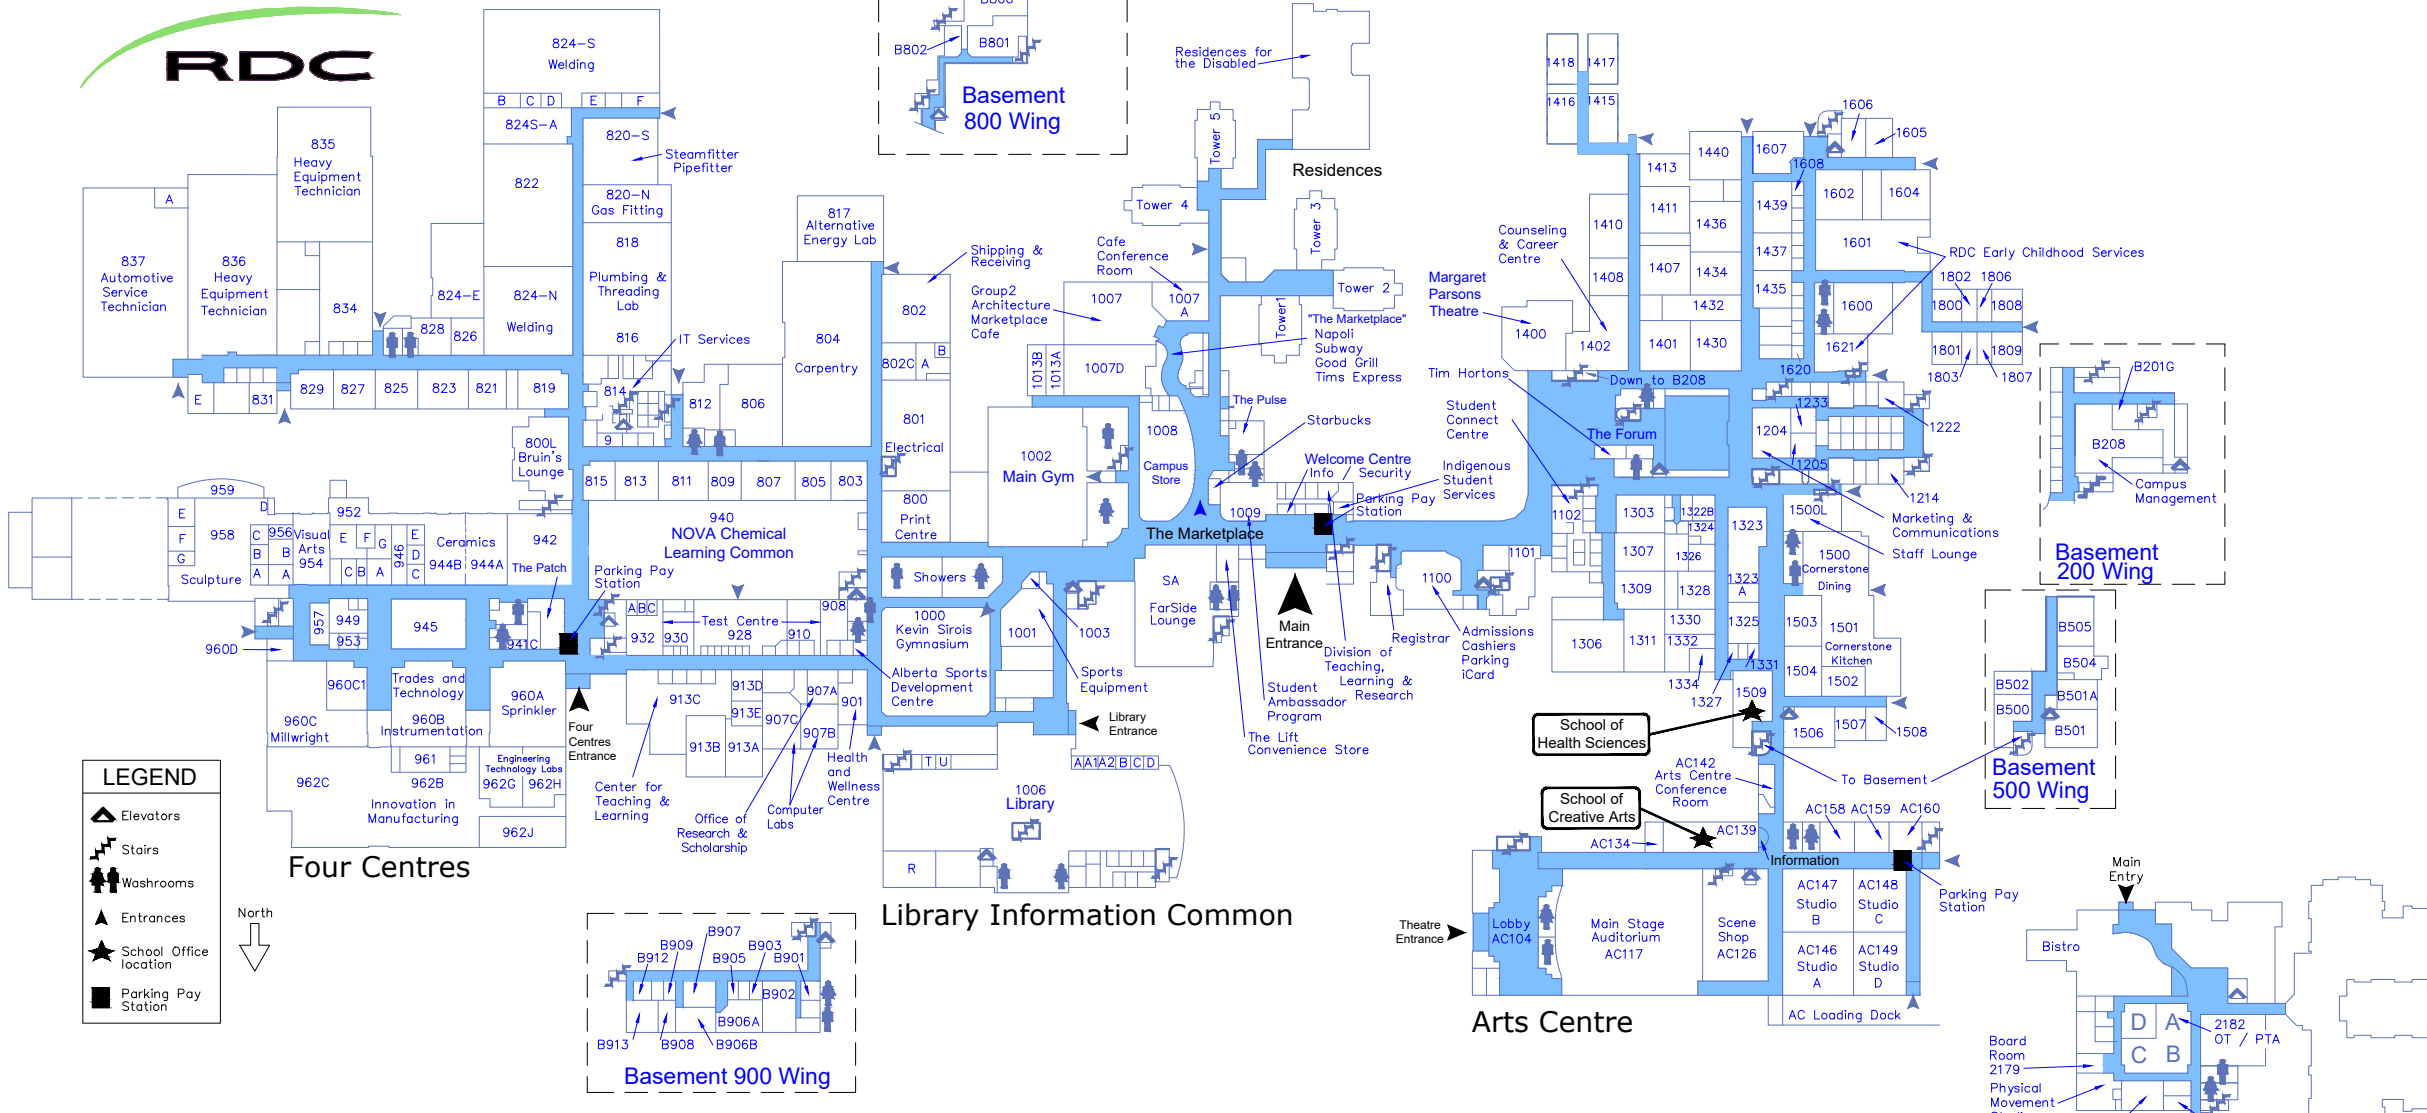 RDC
824-S
Welding
B
C
D
E
F
824S-A
820-S
Steamfitter
Pipefitter
822
820-N
Gas Fitting
818
Plumbing &
Threading
Lab
816
835
Heavy
Equipment
Technician
A
837
Automotive
Service
Technician
836
Heavy
Equipment
Technician
834
824-E
824-N
Welding
828
826
IT Services
829
827
825
823
821
819
E
831
814
9
812
806
817
Alternative
Energy Lab
804
Carpentry
Shipping &
Receiving
802
802C
A
B
801
Electrical
800
Print
Centre
800L
Bruin's
Lounge
815
813
811
809
807
805
803
940
NOVA Chemical
Learning Common
B802
B801
Basement
800 Wing
Residences for
the Disabled
Residences
Tower 5
Tower 4
Tower 3
Tower 2
Tower1
Cafe
Conference
Room
Group2
Architecture
Marketplace
Cafe
1007
1007
A
1007D
1013B
1013A
"The Marketplace"
Napoli
Subway
Good Grill
Tims Express
The Pulse
Starbucks
1008
Campus
Store
1002
Main Gym
Welcome Centre
Info
Security
Parking Pay
Station
Indigenous
Student
Services
1009
The Marketplace
Student
Connect
Centre
Tim Hortons
Counseling
& Career
Centre
Margaret
Parsons
Theatre
1400
1402
Down to B208
The Forum
1418
1417
1416
1415
1413
1440
1410
1411
1436
1408
1407
1434
1432
1401
1430
1607
1608
1439
1437
1435
1606
1605
1602
1604
1601
1600
1621
1620
RDC Early Childhood Services
1802
1806
1800
1808
1801
1809
1803
1807
1233
1204
1205
1222
1214
Marketing &
Communications
Staff Lounge
B201G
B208
Campus
Management
Basement
200 Wing
959
D
E
F
G
958
Sculpture
C
956
B
B
A
A
Visual
Arts
954
952
E
F
G
C
B
A
946
E
D
C
Ceramics
944B
944A
942
The Patch
Parking Pay
Station
957
949
953
945
941C
960D
960C1
960C
Millwright
Trades and
Technology
960B
Instrumentation
960A
Sprinkler
961
Engineering
Technology Labs
962G
962H
962C
962B
Innovation in
Manufacturing
962J
Four Centres
Four
Centres
Entrance
A
B
C
932
930
Test Centre
928
910
908
913C
913D
913E
913B
913A
907C
907A
907B
901
Center for
Teaching &
Learning
Office of
Research &
Scholarship
Computer
Labs
Health
and
Wellness
Centre
Alberta Sports
Development
Centre
Showers
1000
Kevin Sirois
Gymnasium
1001
1003
Sports
Equipment
Library
Entrance
T
U
A
A1
A2
B
C
D
1006
Library
R
Library Information Common
SA
FarSide
Lounge
Main
Entrance
The Lift
Convenience Store
Student
Ambassador
Program
Division of
Teaching,
Learning
& Research
Registrar
1100
1101
Admissions
Cashiers
Parking
iCard
1102
1303
1322B
1324
1323
1307
1326
1309
1328
1323
A
1330
1325
1306
1311
1332
1331
1334
1327
1500L
1500
Cornerstone
Dining
1503
1501
Cornerstone
Kitchen
1504
1502
1509
1506
1507
1508
School of
Health Sciences
To Basement
B505
B504
B502
B501A
B500
B501
Basement
500 Wing
AC142
Arts Centre
Conference
Room
School of
Creative Arts
AC139
AC134
AC158
AC159
AC160
Information
Parking Pay
Station
Theatre
Entrance
Lobby
AC104
Main Stage
Auditorium
AC117
Scene
Shop
AC126
AC147
Studio
B
AC148
Studio
C
AC146
Studio
A
AC149
Studio
D
AC Loading Dock
Arts Centre
LEGEND
Elevators
Stairs
Washrooms
Entrances
School Office
location
Parking Pay
Station
North
B907
B909
B903
B912
B905
B901
B902
B906A
B913
B908
B906B
Basement 900 Wing
Main
Entry
Bistro
D
A
C
B
2182
OT / PTA
Board
Room
2179
Physical
Movement